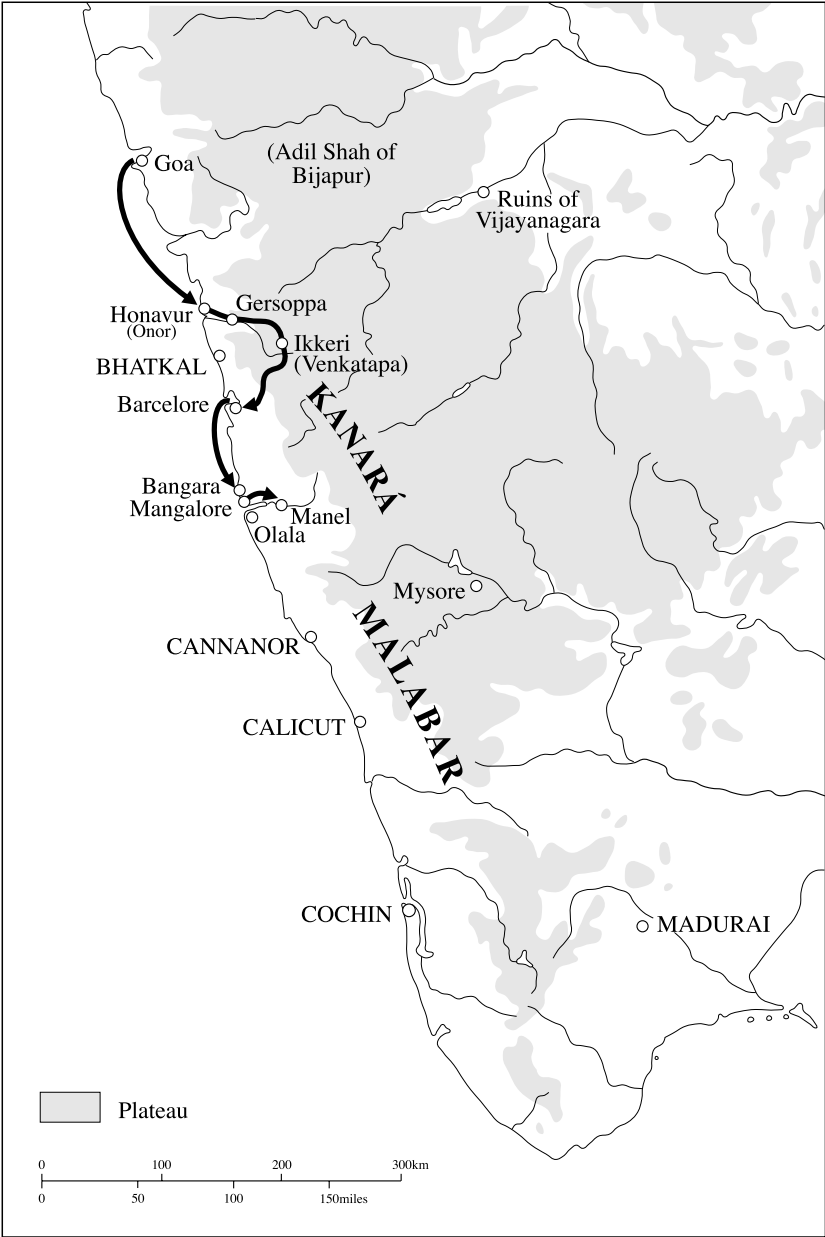 (Adil Shah of
Bijapur)
Goa
Ruins of
Vijayanagara
Gersoppa
Honavur
(Onor)
Ikkeri
(Venkatapa)
BHATKAL
Barcelore
KANARÁ
Bangara
Mangalore
Manel
Olala
Mysore
MALABAR
CANNANOR
CALICUT
COCHIN
MADURAI
Plateau
0 100 200 300km
0 50 100 150miles